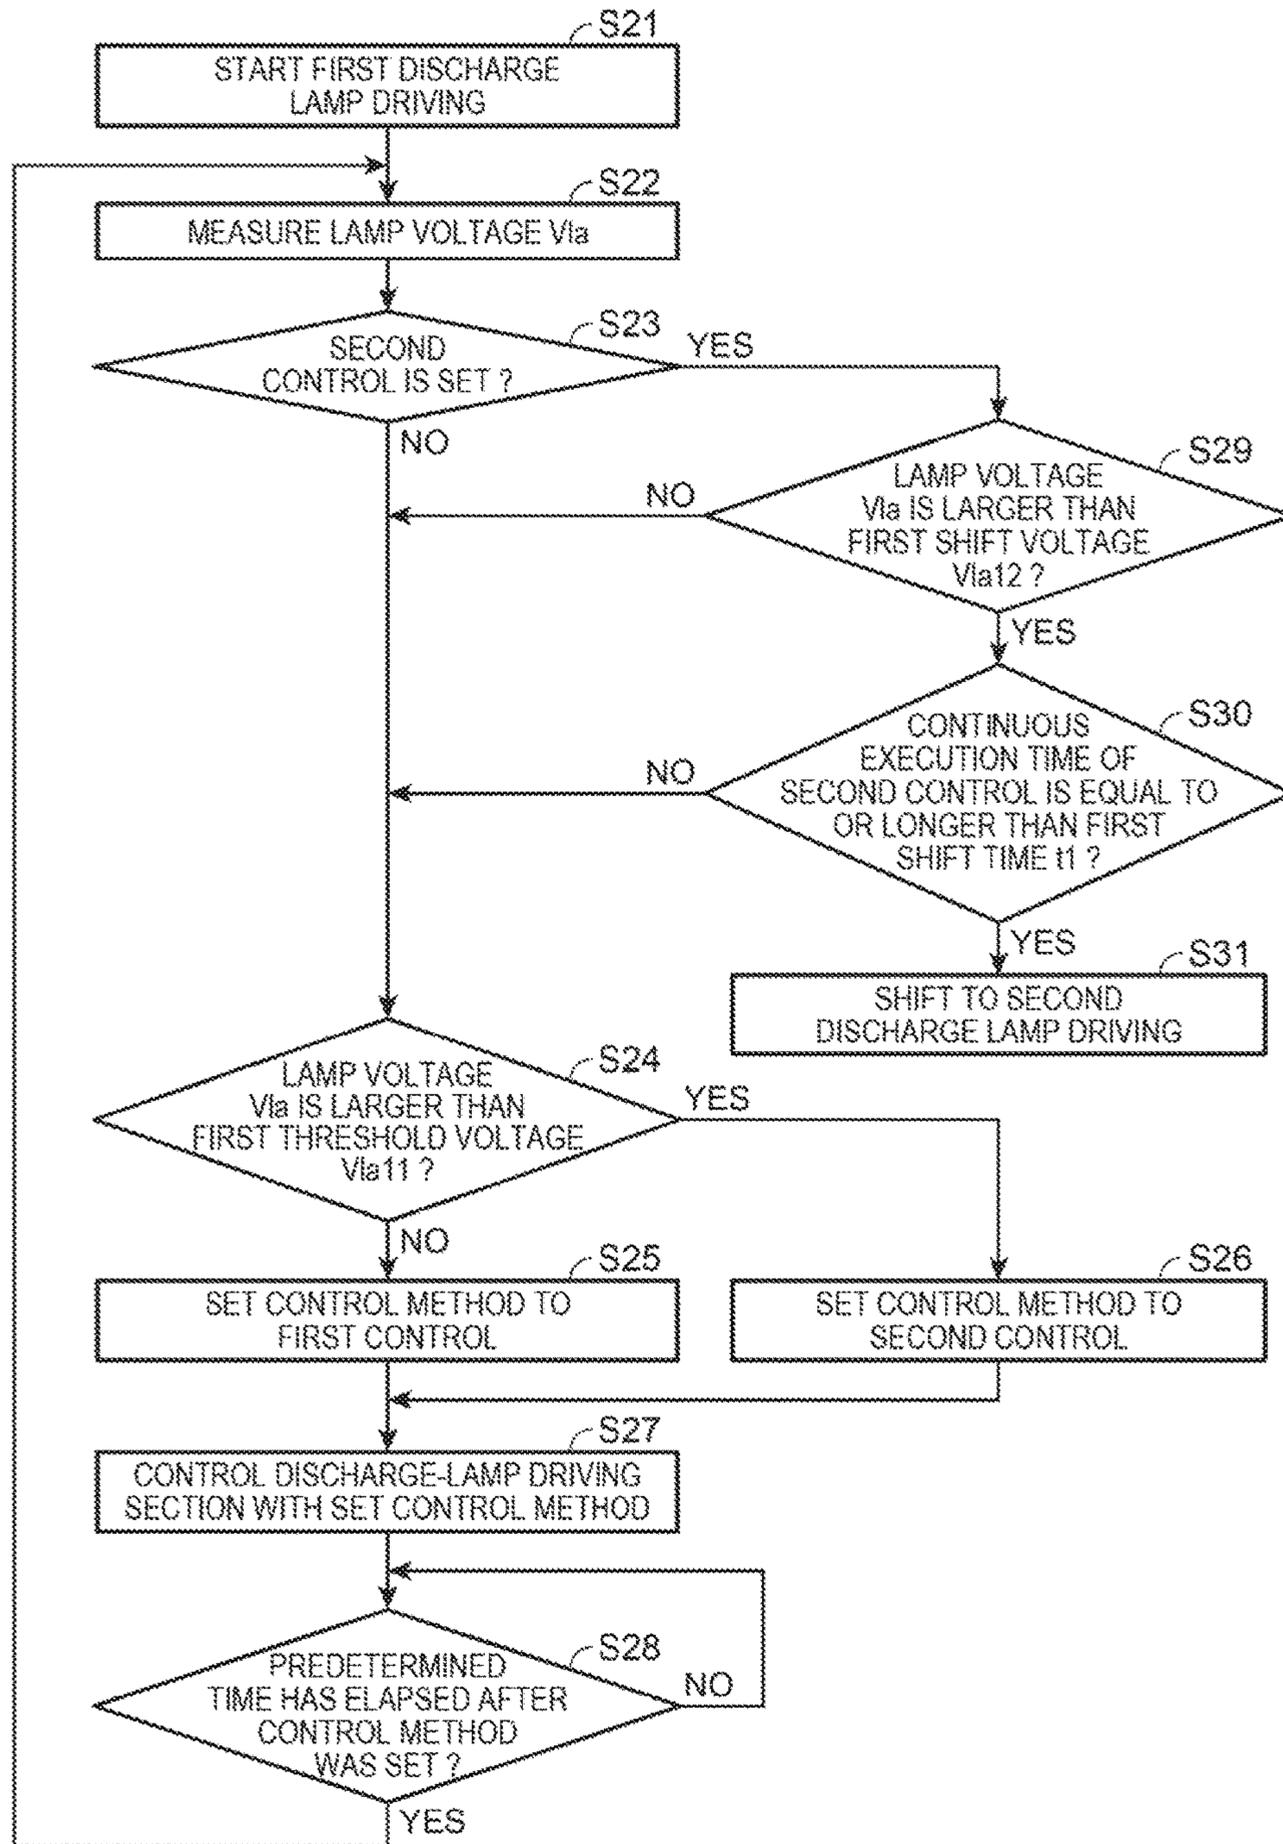 S21
START FIRST DISCHARGE
LAMP DRIVING
S22
MEASURE LAMP VOLTAGE Vla
S23
SECOND
CONTROL IS SET ?
YES
NO
S29
LAMP VOLTAGE
Vla IS LARGER THAN
FIRST SHIFT VOLTAGE
Vla12 ?
NO
YES
S30
CONTINUOUS
EXECUTION TIME OF
SECOND CONTROL IS EQUAL TO
OR LONGER THAN FIRST
SHIFT TIME t1 ?
NO
YES
S31
SHIFT TO SECOND
DISCHARGE LAMP DRIVING
S24
LAMP VOLTAGE
Vla IS LARGER THAN
FIRST THRESHOLD VOLTAGE
Vla11 ?
YES
NO
S25
SET CONTROL METHOD TO
FIRST CONTROL
S26
SET CONTROL METHOD TO
SECOND CONTROL
S27
CONTROL DISCHARGE-LAMP DRIVING
SECTION WITH SET CONTROL METHOD
S28
PREDETERMINED
TIME HAS ELAPSED AFTER
CONTROL METHOD
WAS SET ?
NO
YES